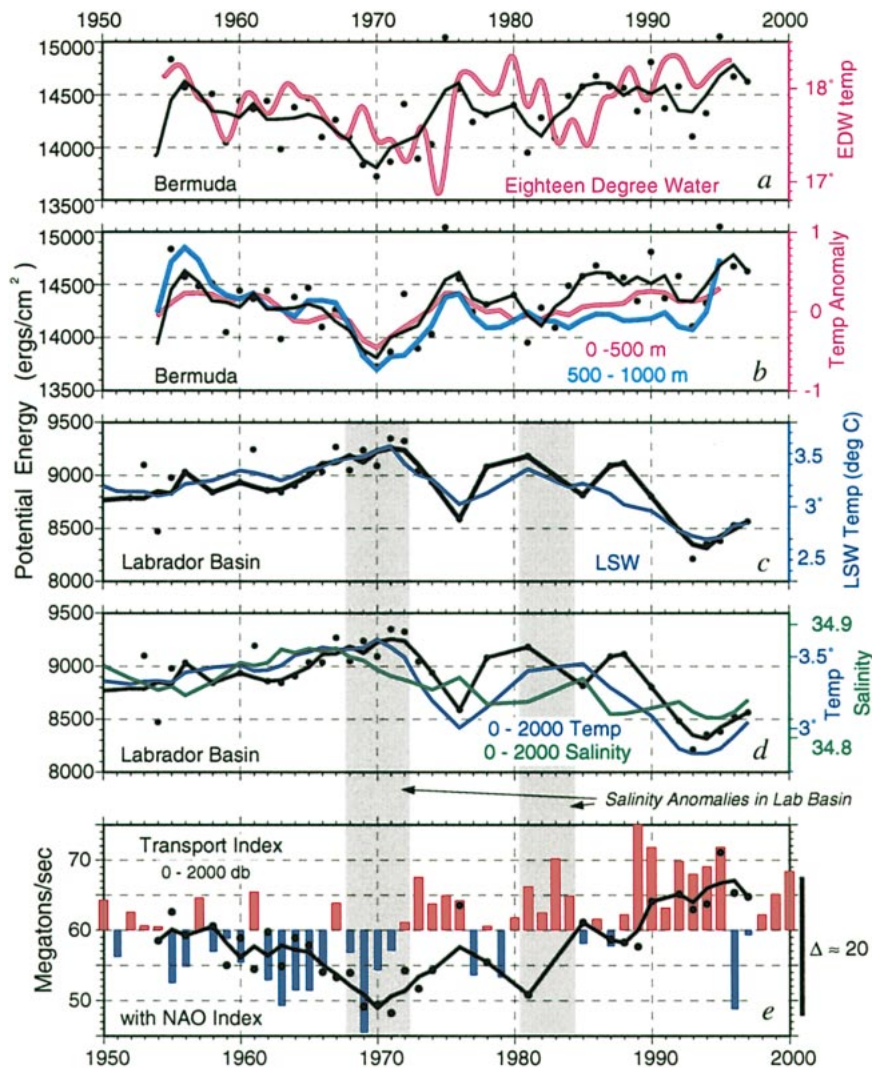 1950 1960 1970 1980 1990 2000
15000
14500
14000
13500
18°
17°
EDW temp
Bermuda
Eighteen Degree Water
a
15000
14500
14000
13500
1
0
-1
Temp Anomaly
0 -500 m
500 - 1000 m
Bermuda
b
Potential Energy (ergs/cm²)
9500
9000
8500
8000
3.5
3°
2.5
LSW Temp (deg C)
Labrador Basin
LSW
c
9500
9000
8500
8000
3.5°
3°
Temp
34.9
34.8
Salinity
0 - 2000 Temp
0 - 2000 Salinity
Labrador Basin
d
Salinity Anomalies in Lab Basin
Megatons/sec
70
60
50
Transport Index
0 - 2000 db
with NAO Index
e
Δ ≈ 20
1950 1960 1970 1980 1990 2000